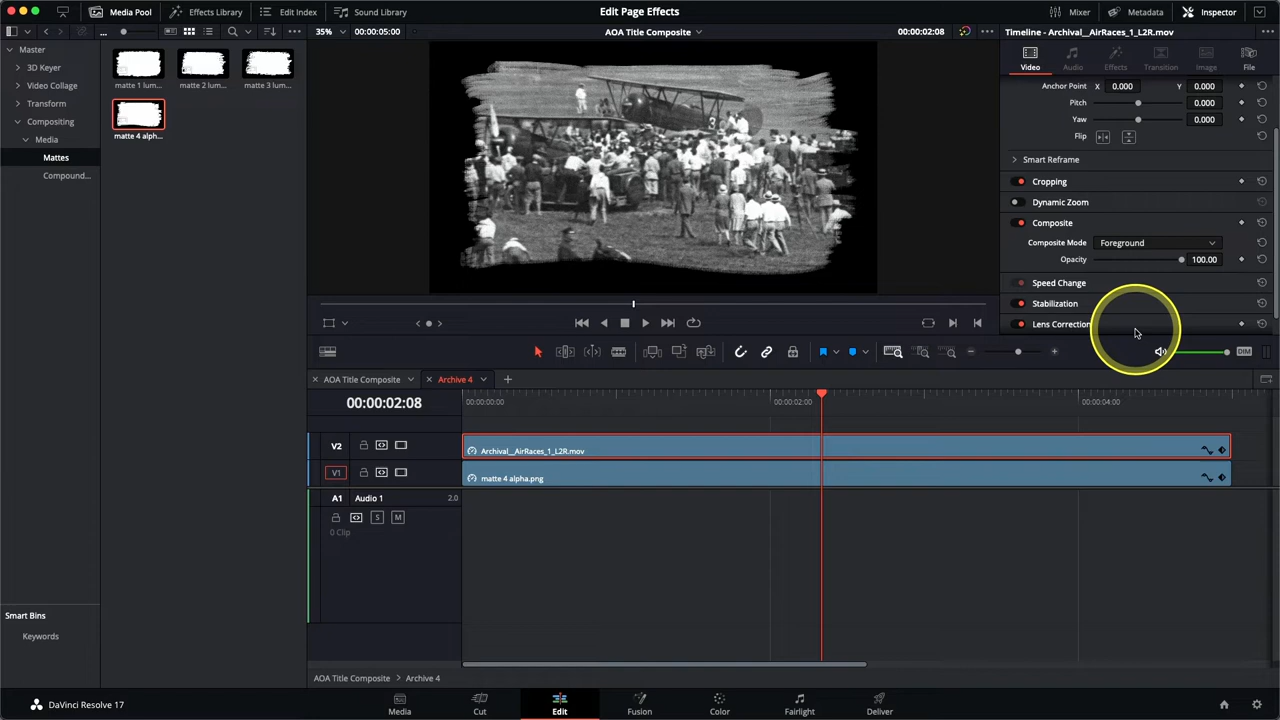 Media Pool
Effects Library
Edit Index
Sound Library
Edit Page Effects
Mixer
Metadata
Inspector
...
35%
00:00:05:00
AOA Title Composite
00:00:02:08
Timeline - Archival__AirRaces_1_L2R.mov
Master
3D Keyer
Video Collage
Transform
Compositing
Media
Mattes
Compound...
matte 1 lum...
matte 2 lum...
matte 3 lum...
matte 4 alph...
3
Video
Audio
Effects
Transition
Image
File
Anchor Point X 0.000 Y 0.000
Pitch 0.000
Yaw 0.000
Flip
Smart Reframe
Cropping
Dynamic Zoom
Composite
Composite Mode Foreground
Opacity 100.00
Speed Change
Stabilization
Lens Correction
DIM
AOA Title Composite
Archive 4
00:00:02:08
00:00:00:00
00:00:02:00
00:00:04:00
V2
Archival__AirRaces_1_L2R.mov
V1
matte 4 alpha.png
A1 Audio 1 2.0
S M
0 Clip
Smart Bins
Keywords
AOA Title Composite > Archive 4
DaVinci Resolve 17
Media
Cut
Edit
Fusion
Color
Fairlight
Deliver